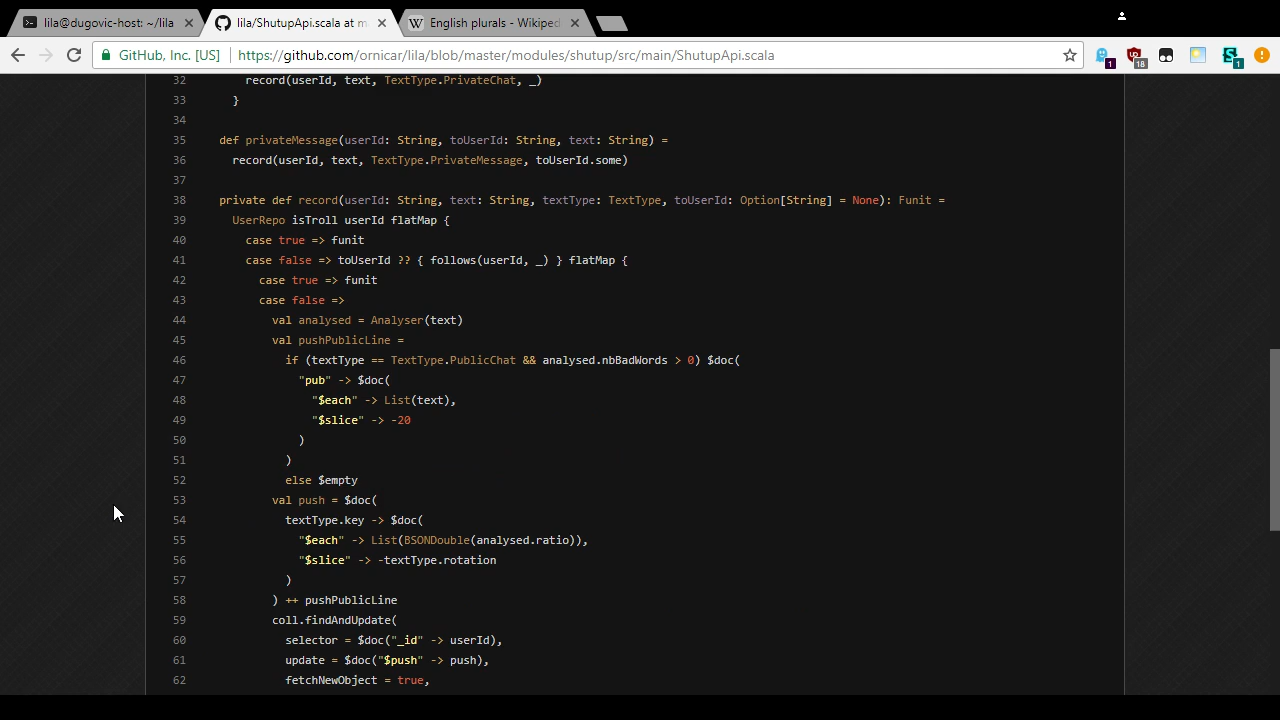 lila@dugovic-host: ~/lila
lila/ShutupApi.scala at m
English plurals - Wikiped
GitHub, Inc. [US]
https://github.com/ornicar/lila/blob/master/modules/shutup/src/main/ShutupApi.scala
1
18
1
32 record(userId, text, TextType.PrivateChat, _)
33 }
34
35 def privateMessage(userId: String, toUserId: String, text: String) =
36 record(userId, text, TextType.PrivateMessage, toUserId.some)
37
38 private def record(userId: String, text: String, textType: TextType, toUserId: Option[String] = None): Funit =
39 UserRepo isTroll userId flatMap {
40 case true => funit
41 case false => toUserId ?? { follows(userId, _) } flatMap {
42 case true => funit
43 case false =>
44 val analysed = Analyser(text)
45 val pushPublicLine =
46 if (textType == TextType.PublicChat && analysed.nbBadWords > 0) $doc(
47 "pub" -> $doc(
48 "$each" -> List(text),
49 "$slice" -> -20
50 )
51 )
52 else $empty
53 val push = $doc(
54 textType.key -> $doc(
55 "$each" -> List(BSONDouble(analysed.ratio)),
56 "$slice" -> -textType.rotation
57 )
58 ) ++ pushPublicLine
59 coll.findAndUpdate(
60 selector = $doc("_id" -> userId),
61 update = $doc("$push" -> push),
62 fetchNewObject = true,